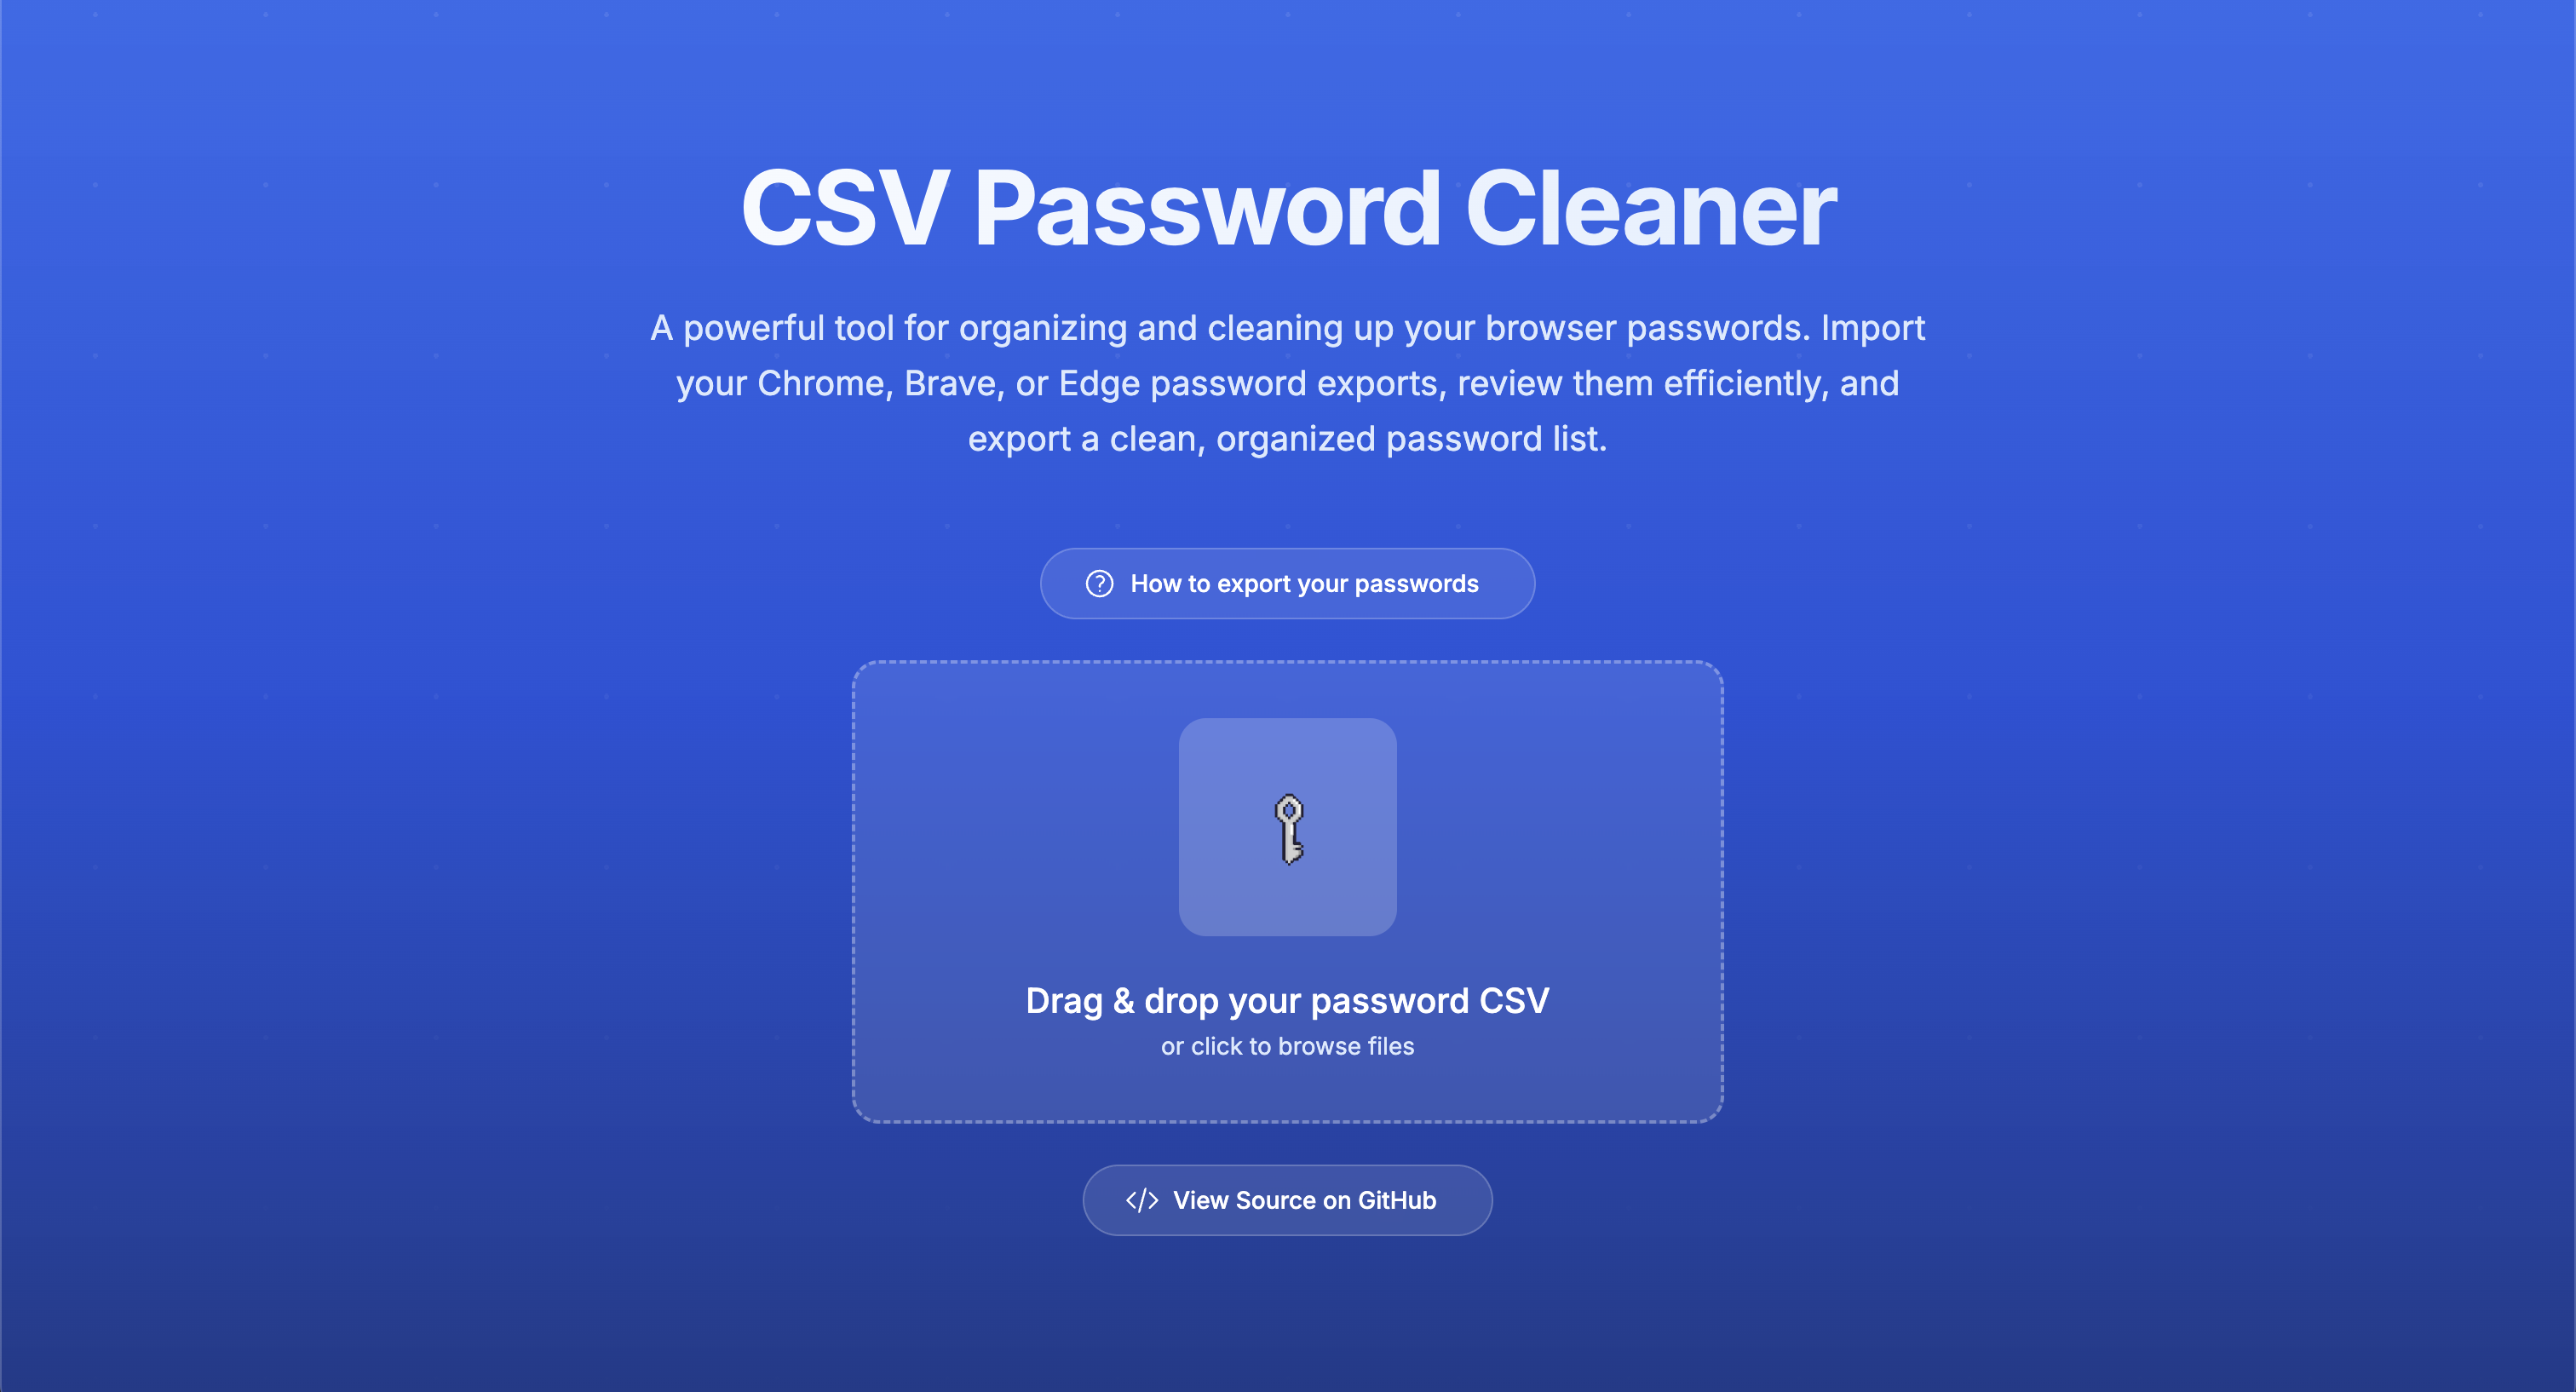 CSV Password Cleaner
A powerful tool for organizing and cleaning up your browser passwords. Import
your Chrome, Brave, or Edge password exports, review them efficiently, and
export a clean, organized password list.
How to export your passwords
Drag & drop your password CSV
or click to browse files
View Source on GitHub